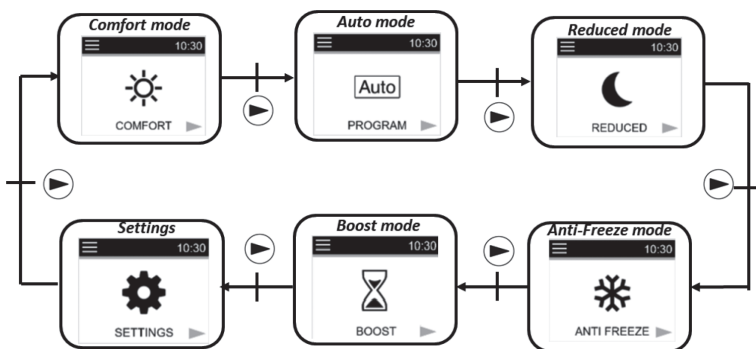 Comfort mode
10:30
COMFORT
Auto mode
10:30
Auto
PROGRAM
Reduced mode
10:30
REDUCED
Settings
10:30
SETTINGS
Boost mode
10:30
BOOST
Anti-Freeze mode
10:30
ANTI FREEZE